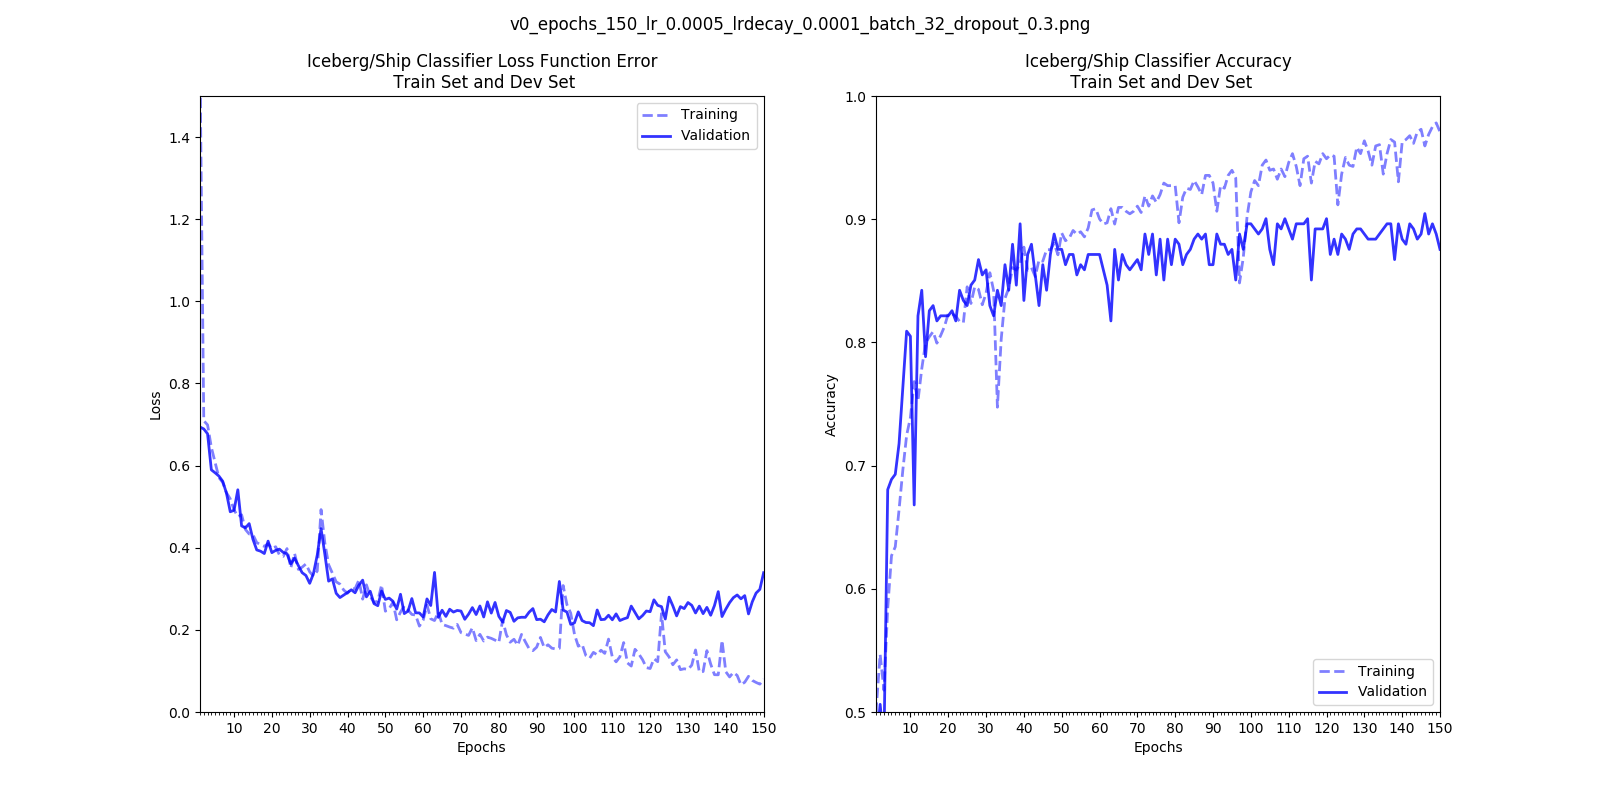 v0_epochs_150_lr_0.0005_lrdecay_0.0001_batch_32_dropout_0.3.png
Iceberg/Ship Classifier Loss Function Error
Train Set and Dev Set
Training
Validation
1.4
1.2
1.0
0.8
0.6
0.4
0.2
0.0
Loss
10 20 30 40 50 60 70 80 90 100 110 120 130 140 150
Epochs
Iceberg/Ship Classifier Accuracy
Train Set and Dev Set
1.0
0.9
0.8
0.7
0.6
0.5
Accuracy
Training
Validation
10 20 30 40 50 60 70 80 90 100 110 120 130 140 150
Epochs